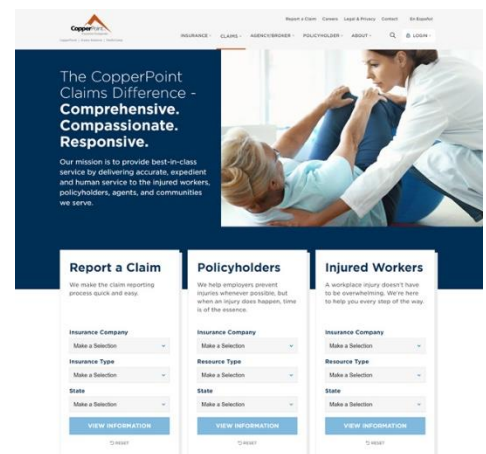 Report a Claim Careers Legal & Privacy Contact En Español
CopperPoint
INSURANCE CLAIMS AGENCY/BROKER POLICYHOLDER ABOUT LOGIN
The CopperPoint
Claims Difference -
Comprehensive.
Compassionate.
Responsive.
Our mission is to provide best-in-class
service by delivering accurate, expedient
and human service to the injured workers,
policyholders, agents, and communities
we serve.
Report a Claim
We make the claim reporting
process quick and easy.
Insurance Company
Make a Selection
Insurance Type
Make a Selection
State
Make a Selection
VIEW INFORMATION
RESET
Policyholders
We help employers prevent
injuries whenever possible, but
when an injury does happen, time
is of the essence.
Insurance Company
Make a Selection
Resource Type
Make a Selection
State
Make a Selection
VIEW INFORMATION
RESET
Injured Workers
A workplace injury doesn't have
to be overwhelming. We're here
to help you every step of the way.
Insurance Company
Make a Selection
Resource Type
Make a Selection
State
Make a Selection
VIEW INFORMATION
RESET